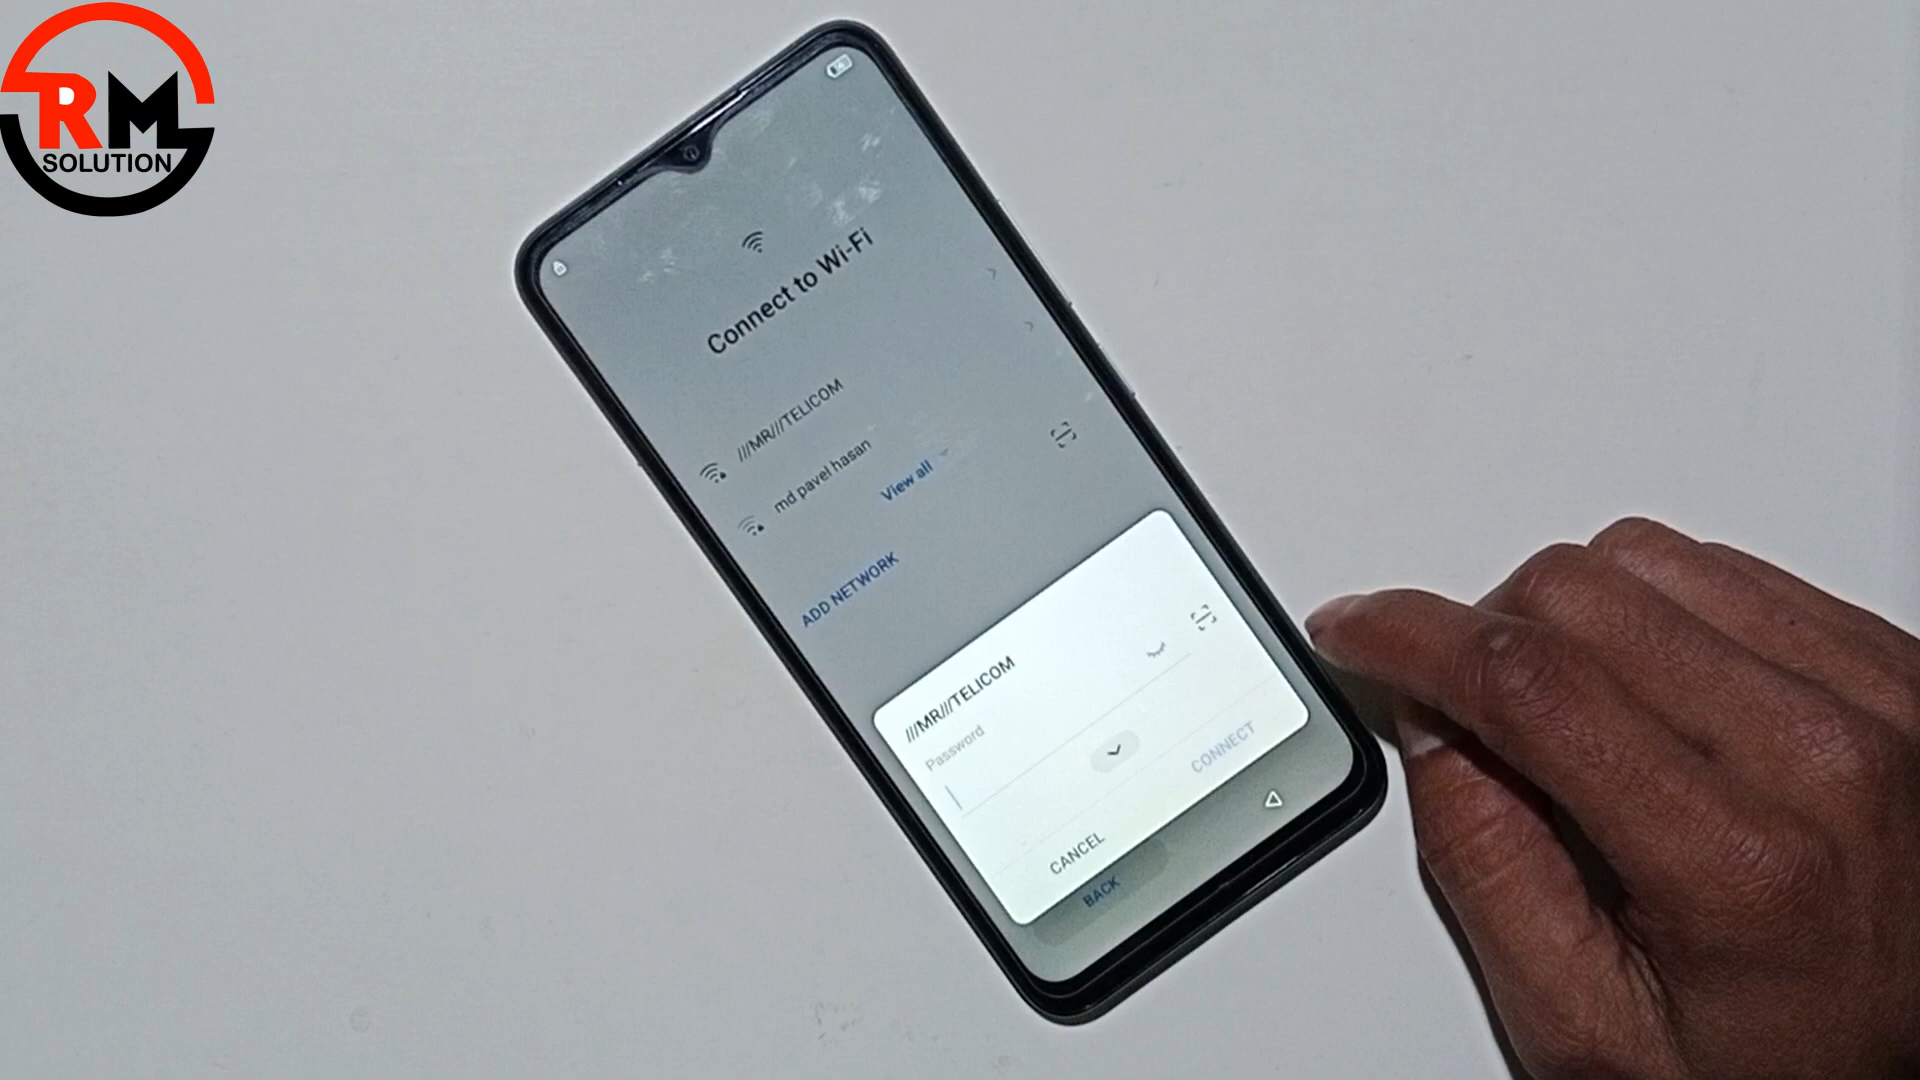 RM
SOLUTION
Connect to Wi-Fi
///MR///TELICOM
md pavel hasan
View all
ADD NETWORK
///MR///TELICOM
Password
CANCEL
CONNECT
BACK